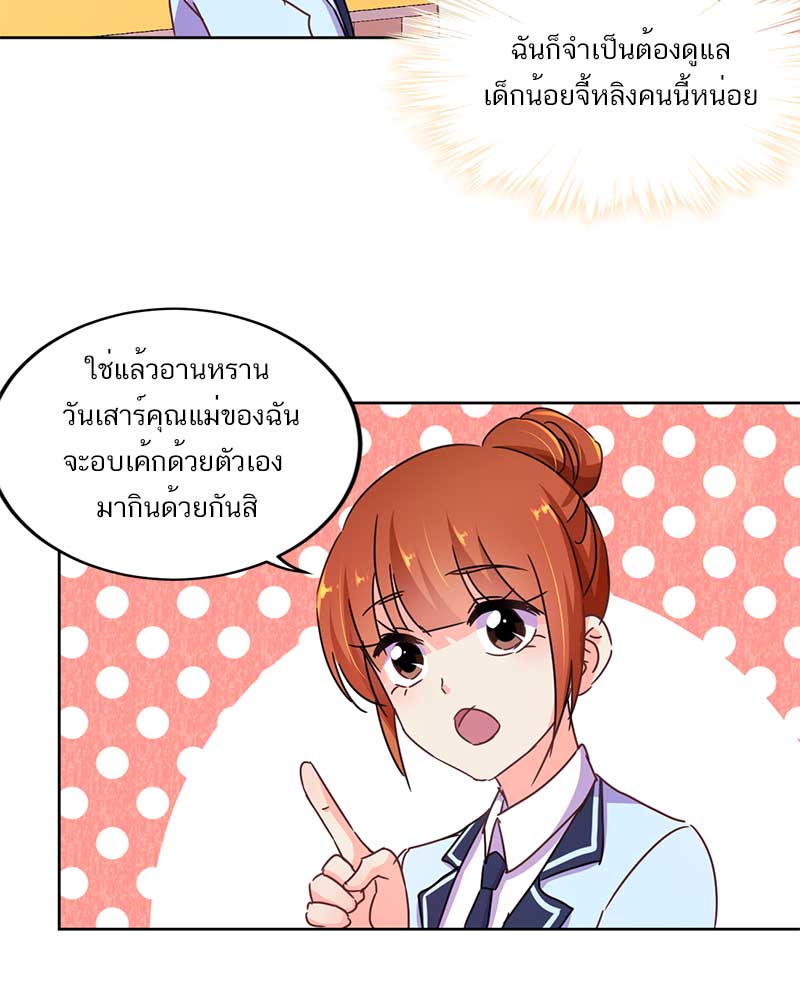 ฉันก็จำเป็นต้องดูแล
เด็กน้อยจี้หลิงคนนี้หน่อย
ใช่แล้วอานหราน
วันเสาร์คุณแม่ของฉัน
จะอบเค้กด้วยตัวเอง
มากินด้วยกันสิ